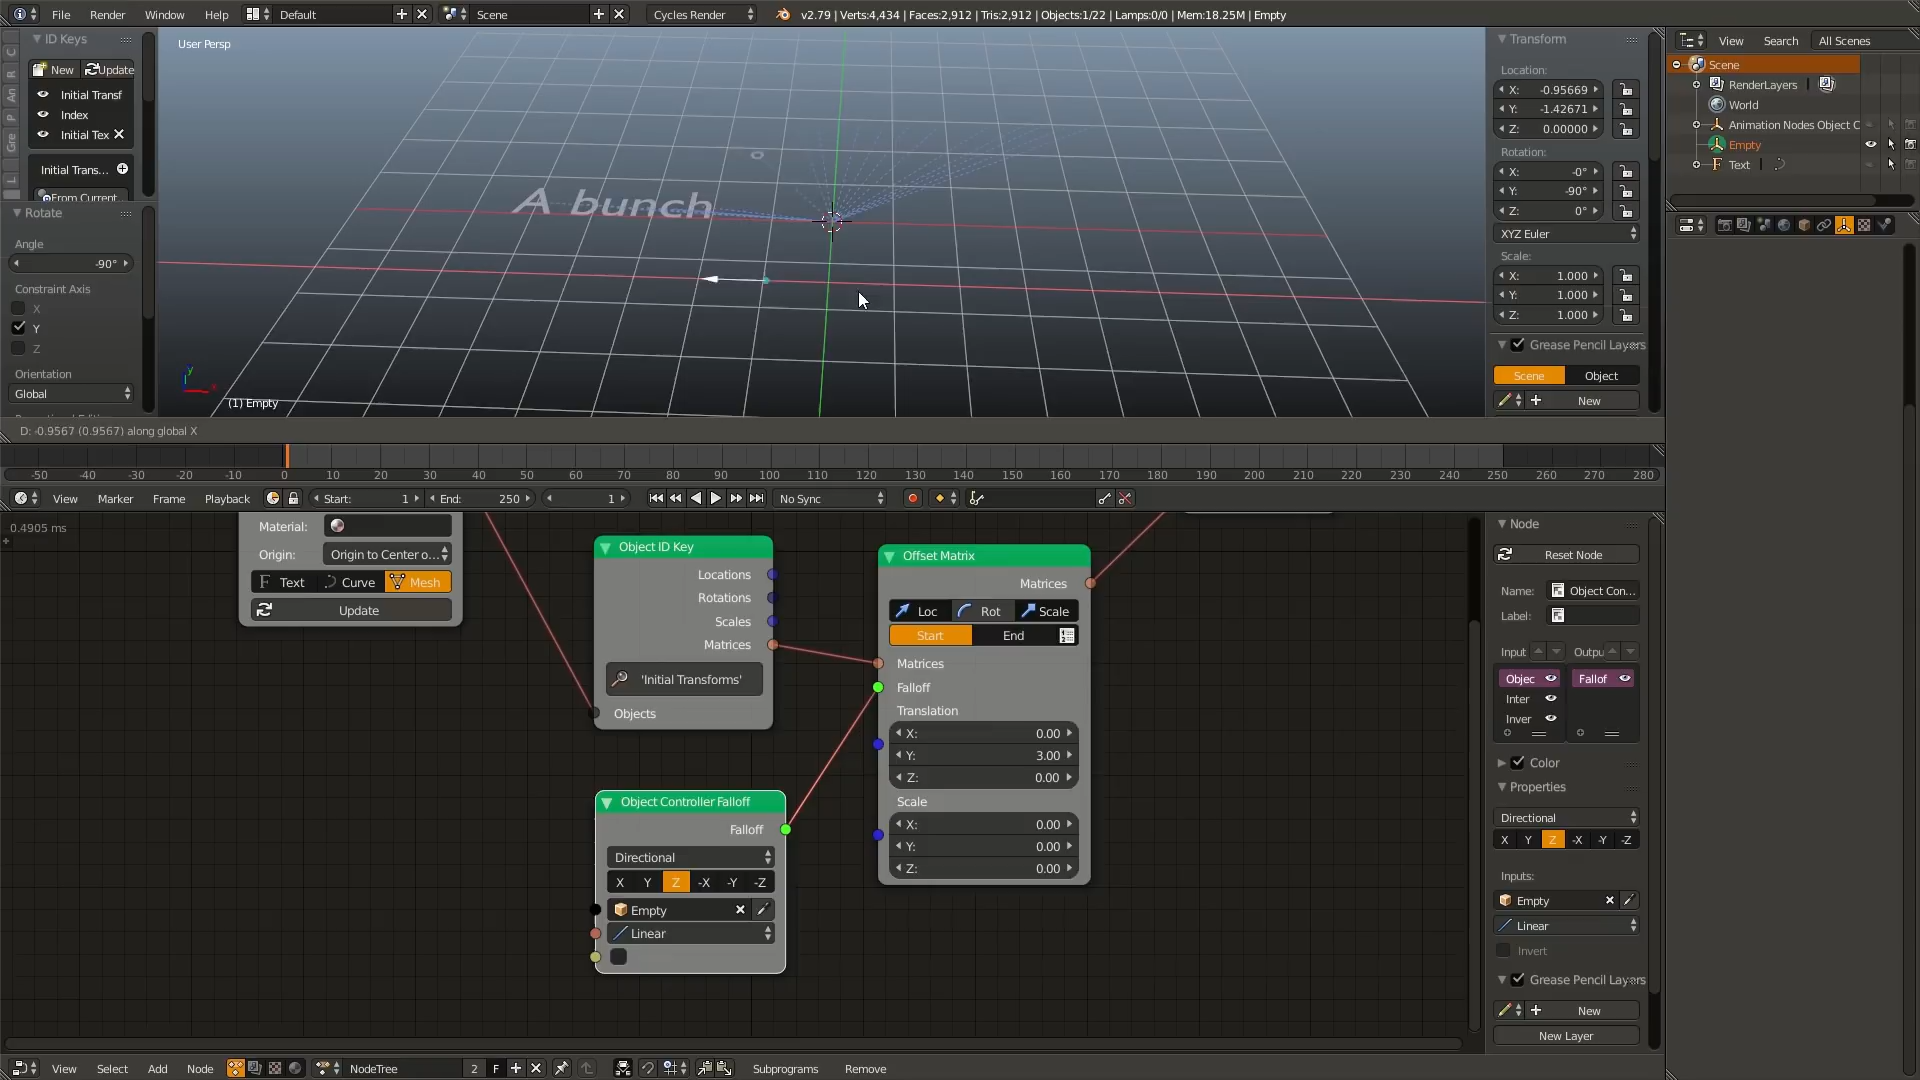 File Render Window Help Default Scene Cycles Render v2.79 | Verts:4,434 | Faces:2,912 | Tris:2,912 | Objects:1/22 | Lamps:0/0 | Mem:18.25M | Empty
ID Keys
New Update
Initial Transf
Index
Initial Tex
Initial Trans...
From Current
Rotate
Angle
-90°
Constraint Axis
X
Y
Z
Orientation
Global
User Persp
A bunch
o
(1) Empty
Transform
Location:
X: -0.95669
Y: -1.42671
Z: 0.00000
Rotation:
X: -0°
Y: -90°
Z: 0°
XYZ Euler
Scale:
X: 1.000
Y: 1.000
Z: 1.000
Grease Pencil Layers
Scene Object
New
View Search All Scenes
Scene
RenderLayers
World
Animation Nodes Object C
Empty
Text
D: -0.9567 (0.9567) along global X
-50 -40 -30 -20 -10 0 10 20 30 40 50 60 70 80 90 100 110 120 130 140 150 160 170 180 190 200 210 220 230 240 250 260 270 280
View Marker Frame Playback Start: 1 End: 250 1 No Sync
0.4905 ms
Material:
Origin: Origin to Center o...
Text Curve Mesh
Update
Object ID Key
Locations
Rotations
Scales
Matrices
'Initial Transforms'
Objects
Offset Matrix
Matrices
Loc Rot Scale
Start End
Matrices
Falloff
Translation
X: 0.00
Y: 3.00
Z: 0.00
Scale
X: 0.00
Y: 0.00
Z: 0.00
Object Controller Falloff
Falloff
Directional
X Y Z -X -Y -Z
Empty
Linear
Node
Reset Node
Name: Object Con...
Label:
Input Outpu
Objec Fallof
Inter
Inver
Color
Properties
Directional
X Y Z -X -Y -Z
Inputs:
Empty
Linear
Invert
Grease Pencil Layers
New
New Layer
View Select Add Node NodeTree 2 F Subprograms Remove